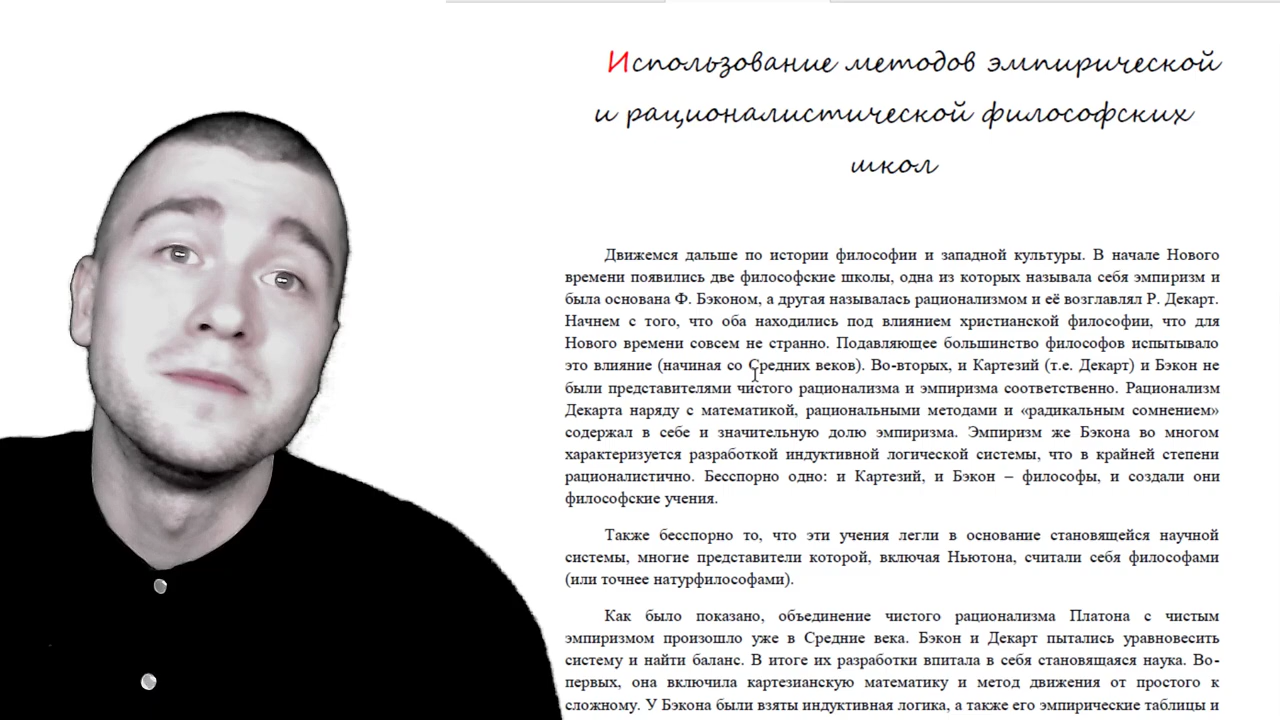 Использование методов эмпирической
и рационалистической философских
школ
Движемся дальше по истории философии и западной культуры. В начале Нового
времени появились две философские школы, одна из которых называла себя эмпиризм и
была основана Ф. Бэконом, а другая называлась рационализмом и её возглавлял Р. Декарт.
Начнем с того, что оба находились под влиянием христианской философии, что для
Нового времени совсем не странно. Подавляющее большинство философов испытывало
это влияние (начиная со Средних веков). Во-вторых, и Картезий (т.е. Декарт) и Бэкон не
были представителями чистого рационализма и эмпиризма соответственно. Рационализм
Декарта наряду с математикой, рациональными методами и «радикальным сомнением»
содержал в себе и значительную долю эмпиризма. Эмпиризм же Бэкона во многом
характеризуется разработкой индуктивной логической системы, что в крайней степени
рационалистично. Бесспорно одно: и Картезий, и Бэкон – философы, и создали они
философские учения.
Также бесспорно то, что эти учения легли в основание становящейся научной
системы, многие представители которой, включая Ньютона, считали себя философами
(или точнее натурфилософами).
Как было показано, объединение чистого рационализма Платона с чистым
эмпиризмом произошло уже в Средние века. Бэкон и Декарт пытались уравновесить
систему и найти баланс. В итоге их разработки впитала в себя становящаяся наука. Во-
первых, она включила картезианскую математику и метод движения от простого к
сложному. У Бэкона были взяты индуктивная логика, а также его эмпирические таблицы и